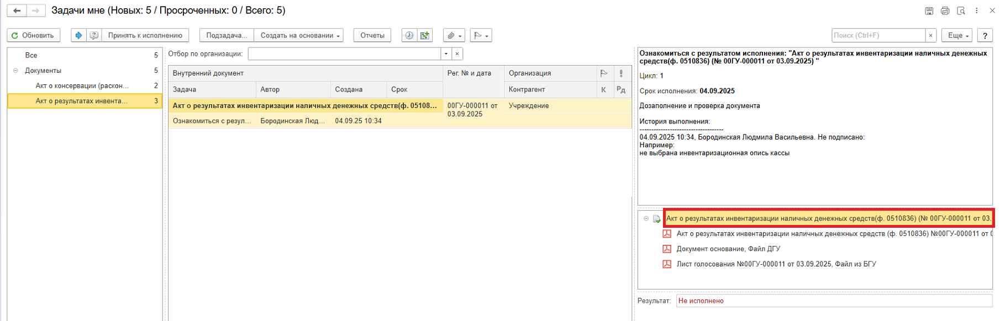 Задачи мне (Новых: 5 / Просроченных: 0 / Всего: 5)
Обновить
Принять к исполнению
Подзадача...
Создать на основании
Отчеты
Поиск (Ctrl+F)
×
Еще
?
Все 5
Документы 5
Акт о консервации (раскон... 2
Акт о результатах инвента... 3
Отбор по организации:
×
Внутренний документ
Рег. № и дата
Организация
!
Задача
Автор
Создана
Срок
Контрагент
К
РД
Акт о результатах инвентаризации наличных денежных средств(ф. 05108...
00ГУ-000011 от
03.09.2025
Учреждение
Ознакомиться с резул...
Бородинская Люд...
04.09.25 10:34
Ознакомиться с результатом исполнения: "Акт о результатах инвентаризации наличных денежных
средств(ф. 0510836) (№ 00ГУ-000011 от 03.09.2025) "
Цикл: 1
Срок исполнения: 04.09.2025
Дозаполнение и проверка документа
История выполнения:
------------------------------------
04.09.2025 10:34, Бородинская Людмила Васильевна. Не подписано:
Например:
не выбрана инвентаризационная опись кассы
Акт о результатах инвентаризации наличных денежных средств(ф. 0510836) (№ 00ГУ-000011 от 03.
Акт о результатах инвентаризации наличных денежных средств (ф. 0510836) №00ГУ-000011 от 0
Документ основание, Файл ДГУ
Лист голосования №00ГУ-000011 от 03.09.2025, Файл из БГУ
Результат: Не исполнено